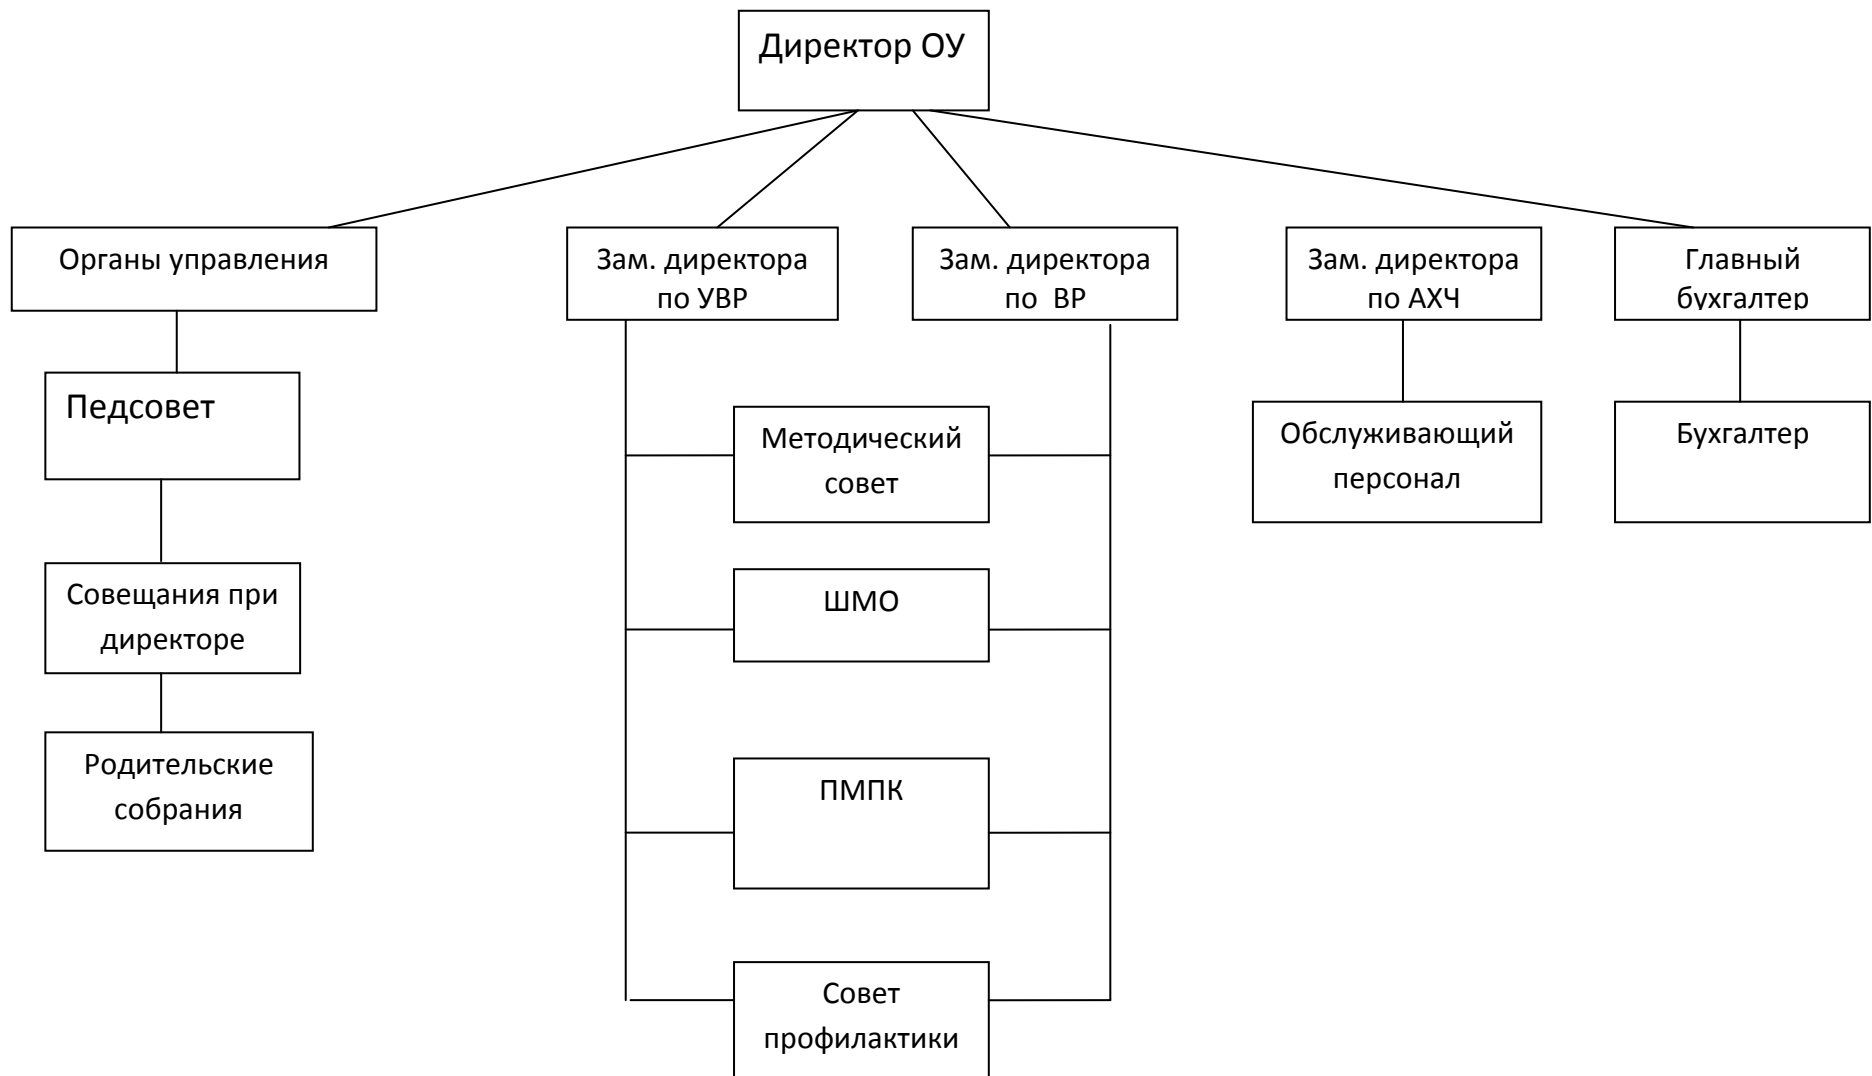 Директор ОУ
Органы управления
Зам. директора
по УВР
Зам. директора
по ВР
Зам. директора
по АХЧ
Главный
бухгалтер
Педсовет
Методический
совет
Обслуживающий
персонал
Бухгалтер
Совещания при
директоре
ШМО
Родительские
собрания
ПМПК
Совет
профилактики